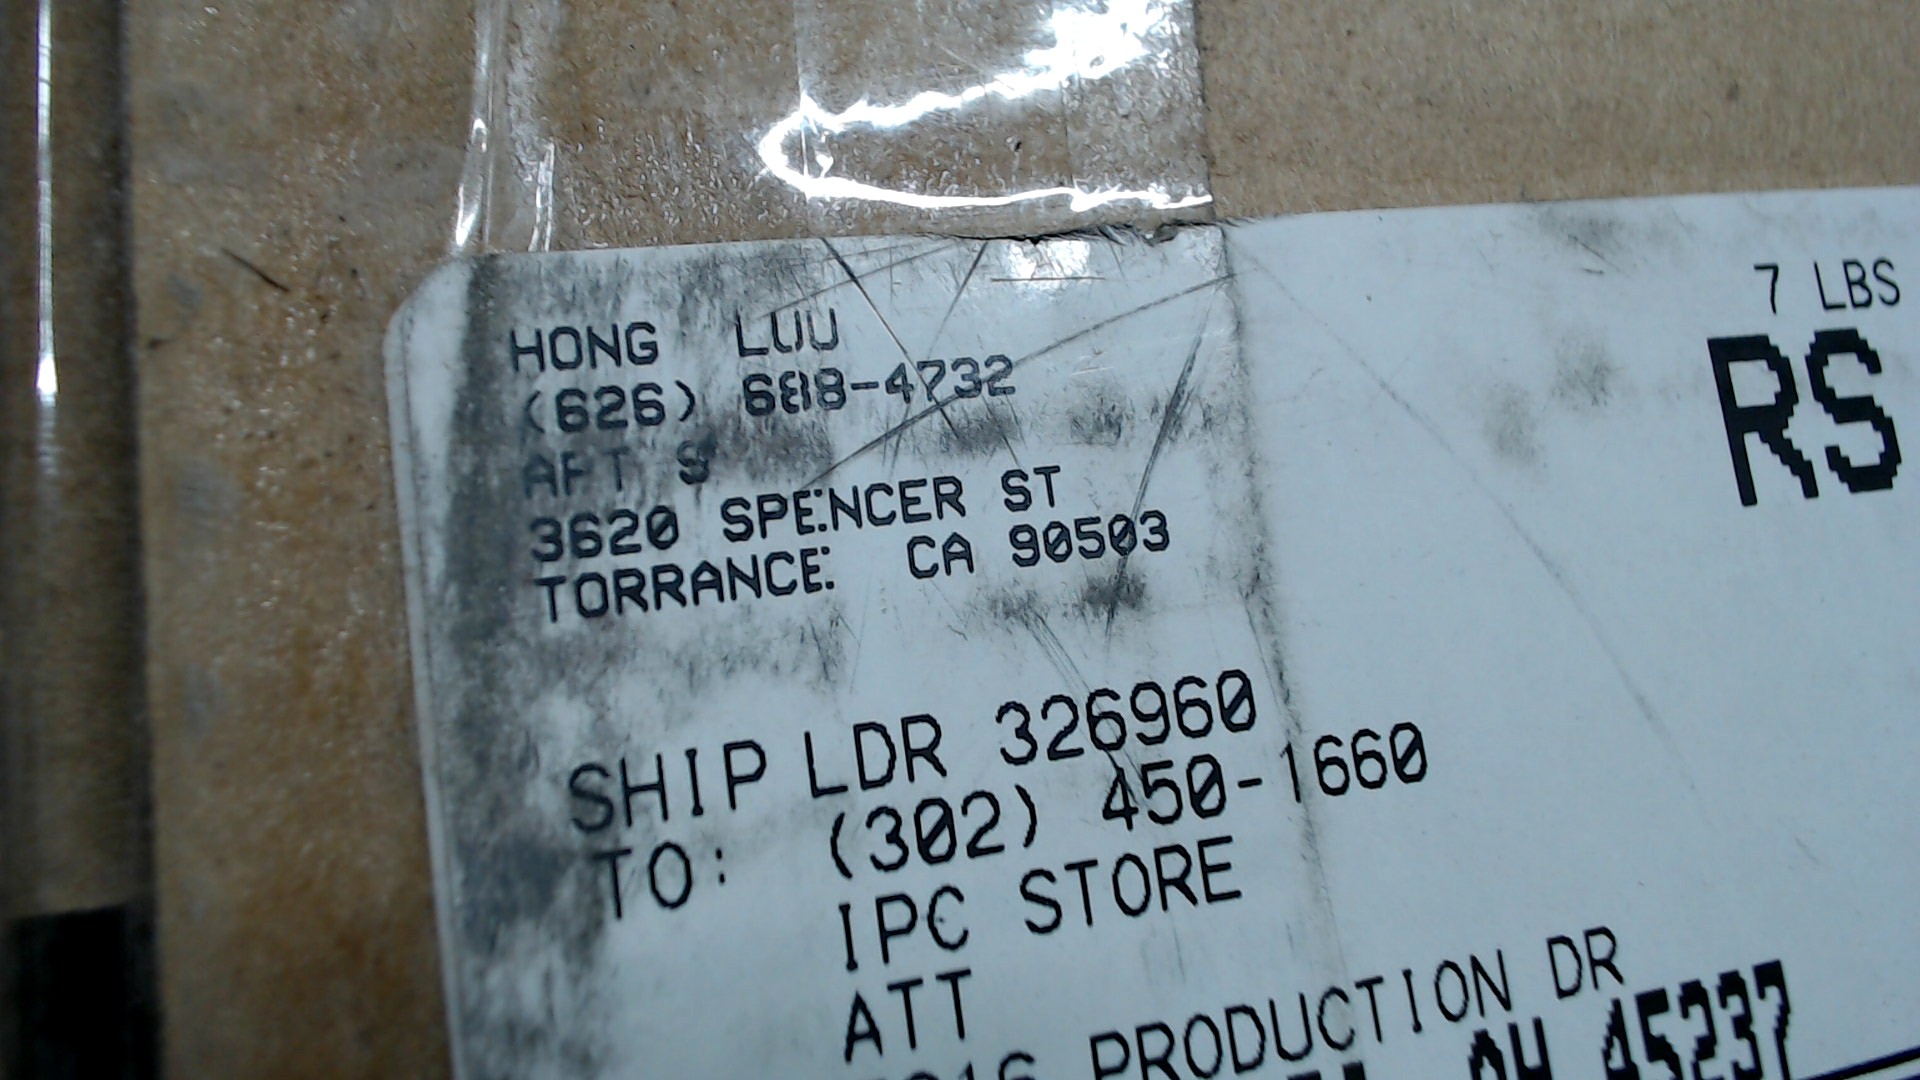 HONG LUU
(626) 688-4732
APT S
3620 SPENCER ST
TORRANCE CA 90503
7 LBS
RS
SHIP LDR 326960
TO: (302) 450-1660
IPC STORE
ATT
PRODUCTION DR
OH 45237